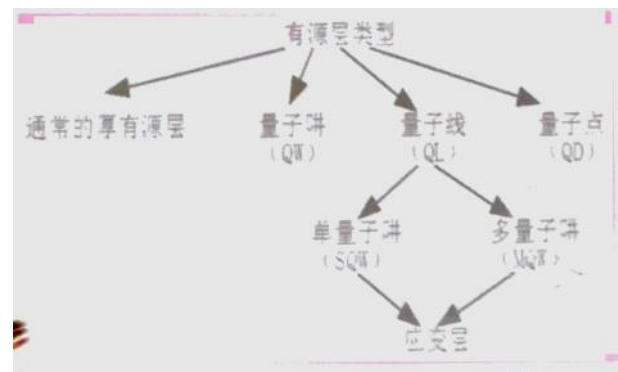 有源层类型
通常的厚有源层
量子阱
(QW)
量子线
(QL)
量子点
(QD)
单量子阱
(SQW)
多量子阱
(MQW)
应变层